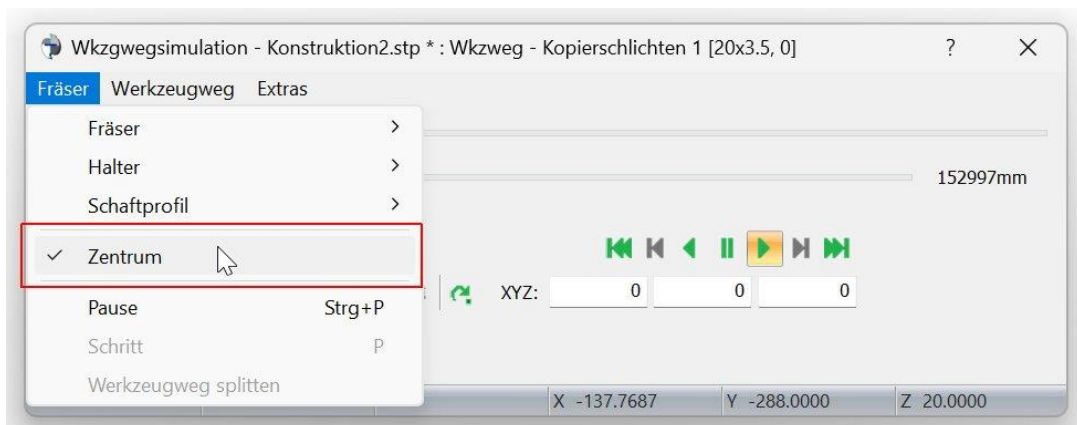 Wkzgwegsimulation - Konstruktion2.stp * : Wkzweg - Kopierschlichten 1 [20x3.5, 0] ?
Fräser Werkzeugweg Extras
Fräser
Halter
152997mm
Schaftprofil
Zentrum
XYZ: 0 0 0
Pause Strg+P
Schritt P
Werkzeugweg splitten
X -137.7687 Y -288.0000 Z 20.0000